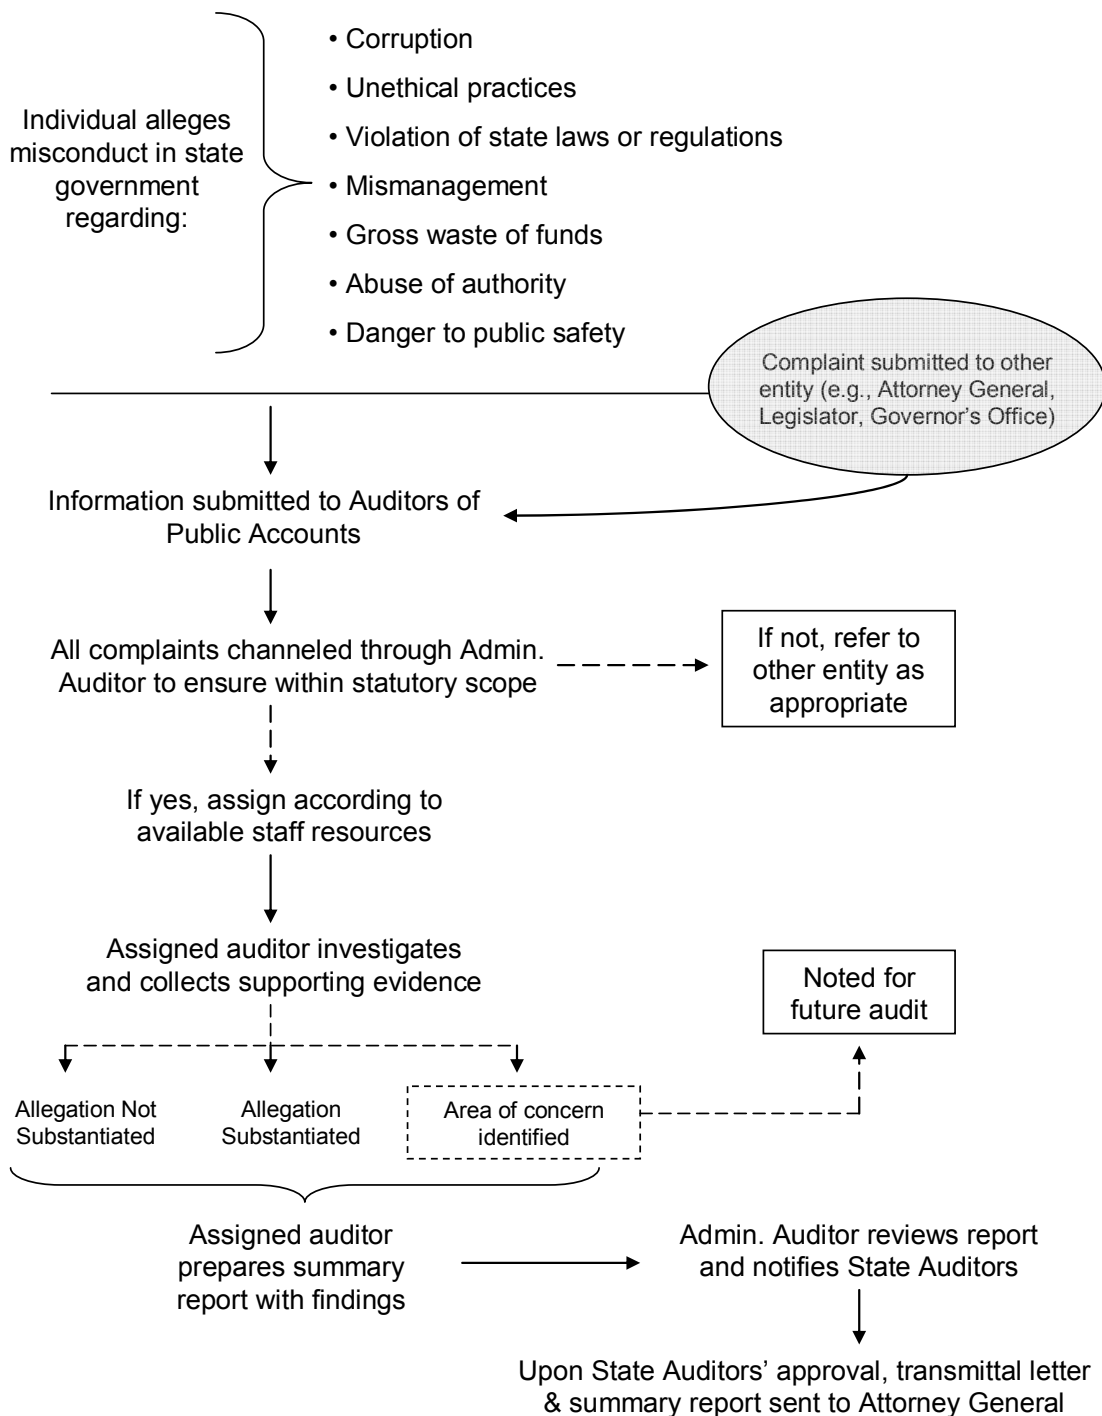 Individual alleges
misconduct in state
government
regarding:
• Corruption
• Unethical practices
• Violation of state laws or regulations
• Mismanagement
• Gross waste of funds
• Abuse of authority
• Danger to public safety
Complaint submitted to other
entity (e.g., Attorney General,
Legislator, Governor's Office)
Information submitted to Auditors of
Public Accounts
All complaints channeled through Admin.
Auditor to ensure within statutory scope
If not, refer to
other entity as
appropriate
If yes, assign according to
available staff resources
Assigned auditor investigates
and collects supporting evidence
Noted for
future audit
Allegation Not
Substantiated
Allegation
Substantiated
Area of concern
identified
Assigned auditor
prepares summary
report with findings
Admin. Auditor reviews report
and notifies State Auditors
Upon State Auditors' approval, transmittal letter
& summary report sent to Attorney General